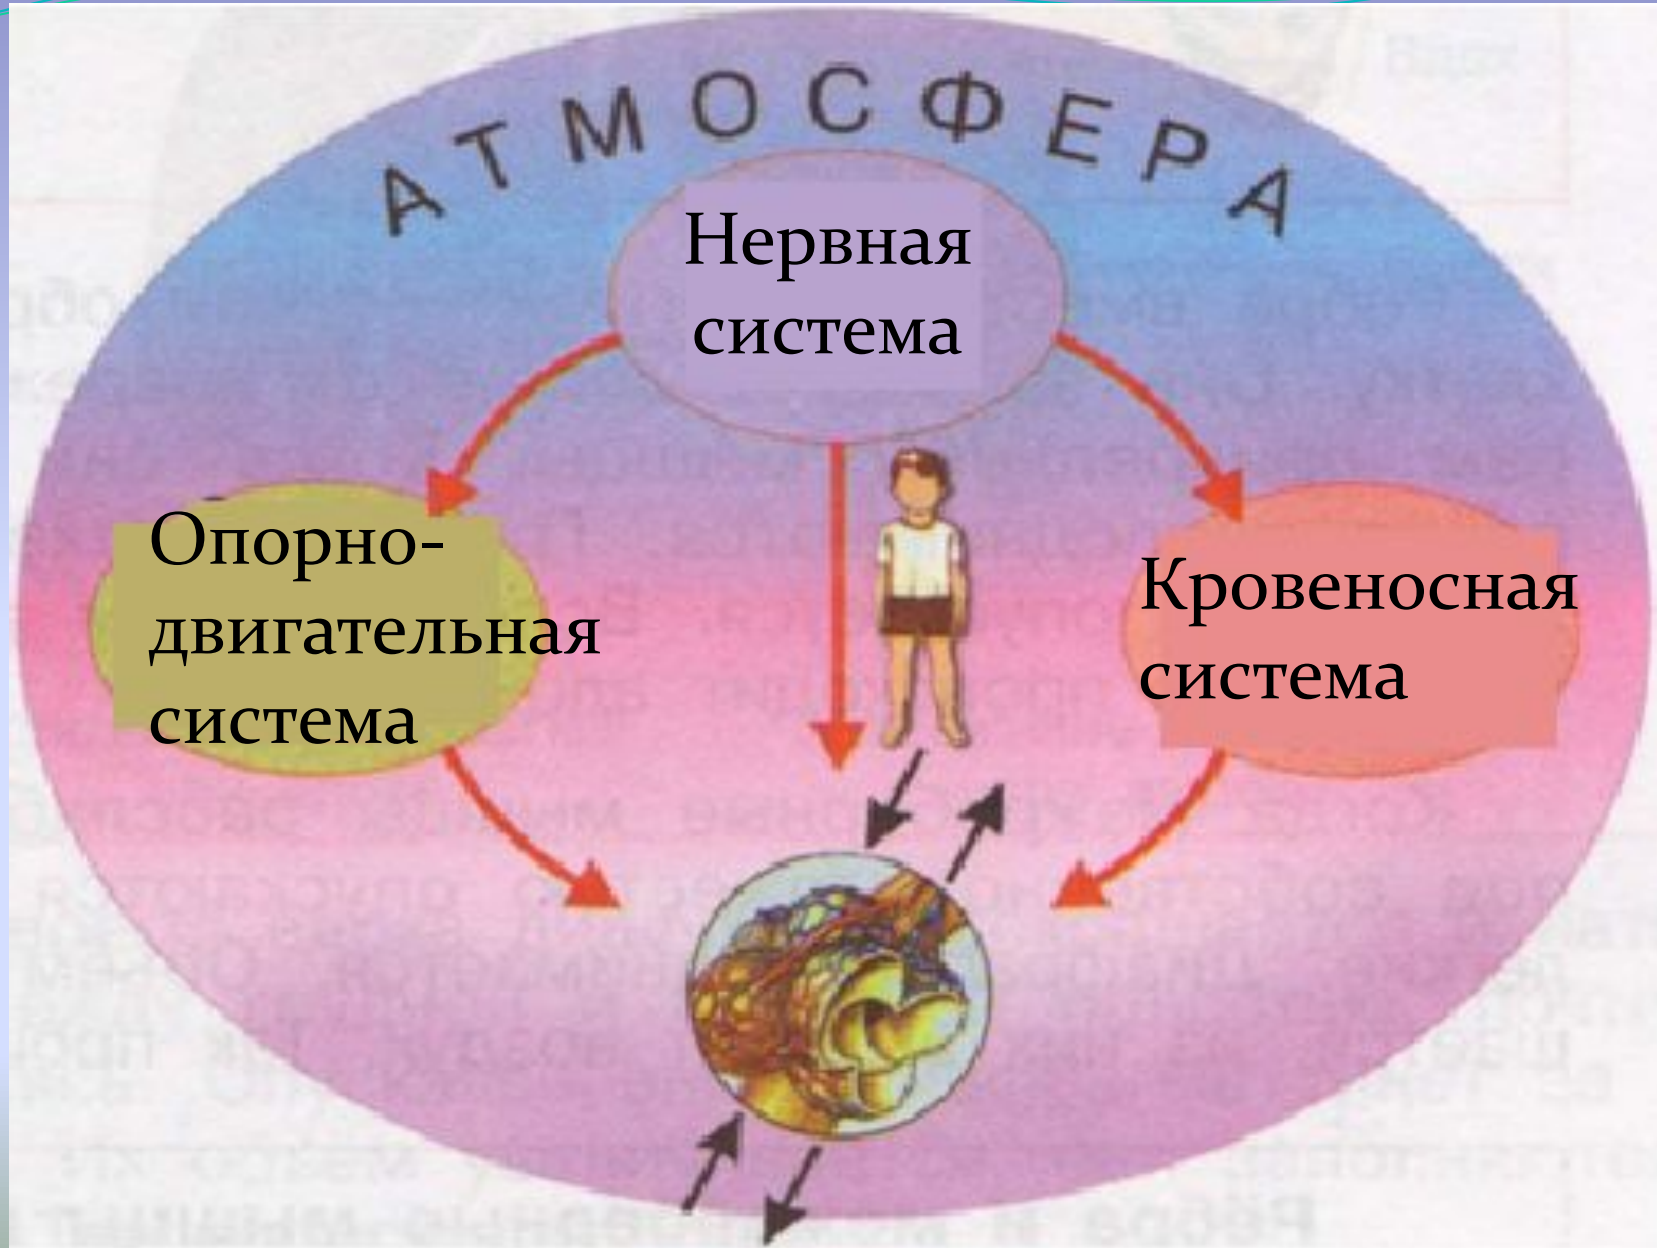 АТМОСФЕРА
Нервная
система
Опорно-
двигательная
система
Кровеносная
система